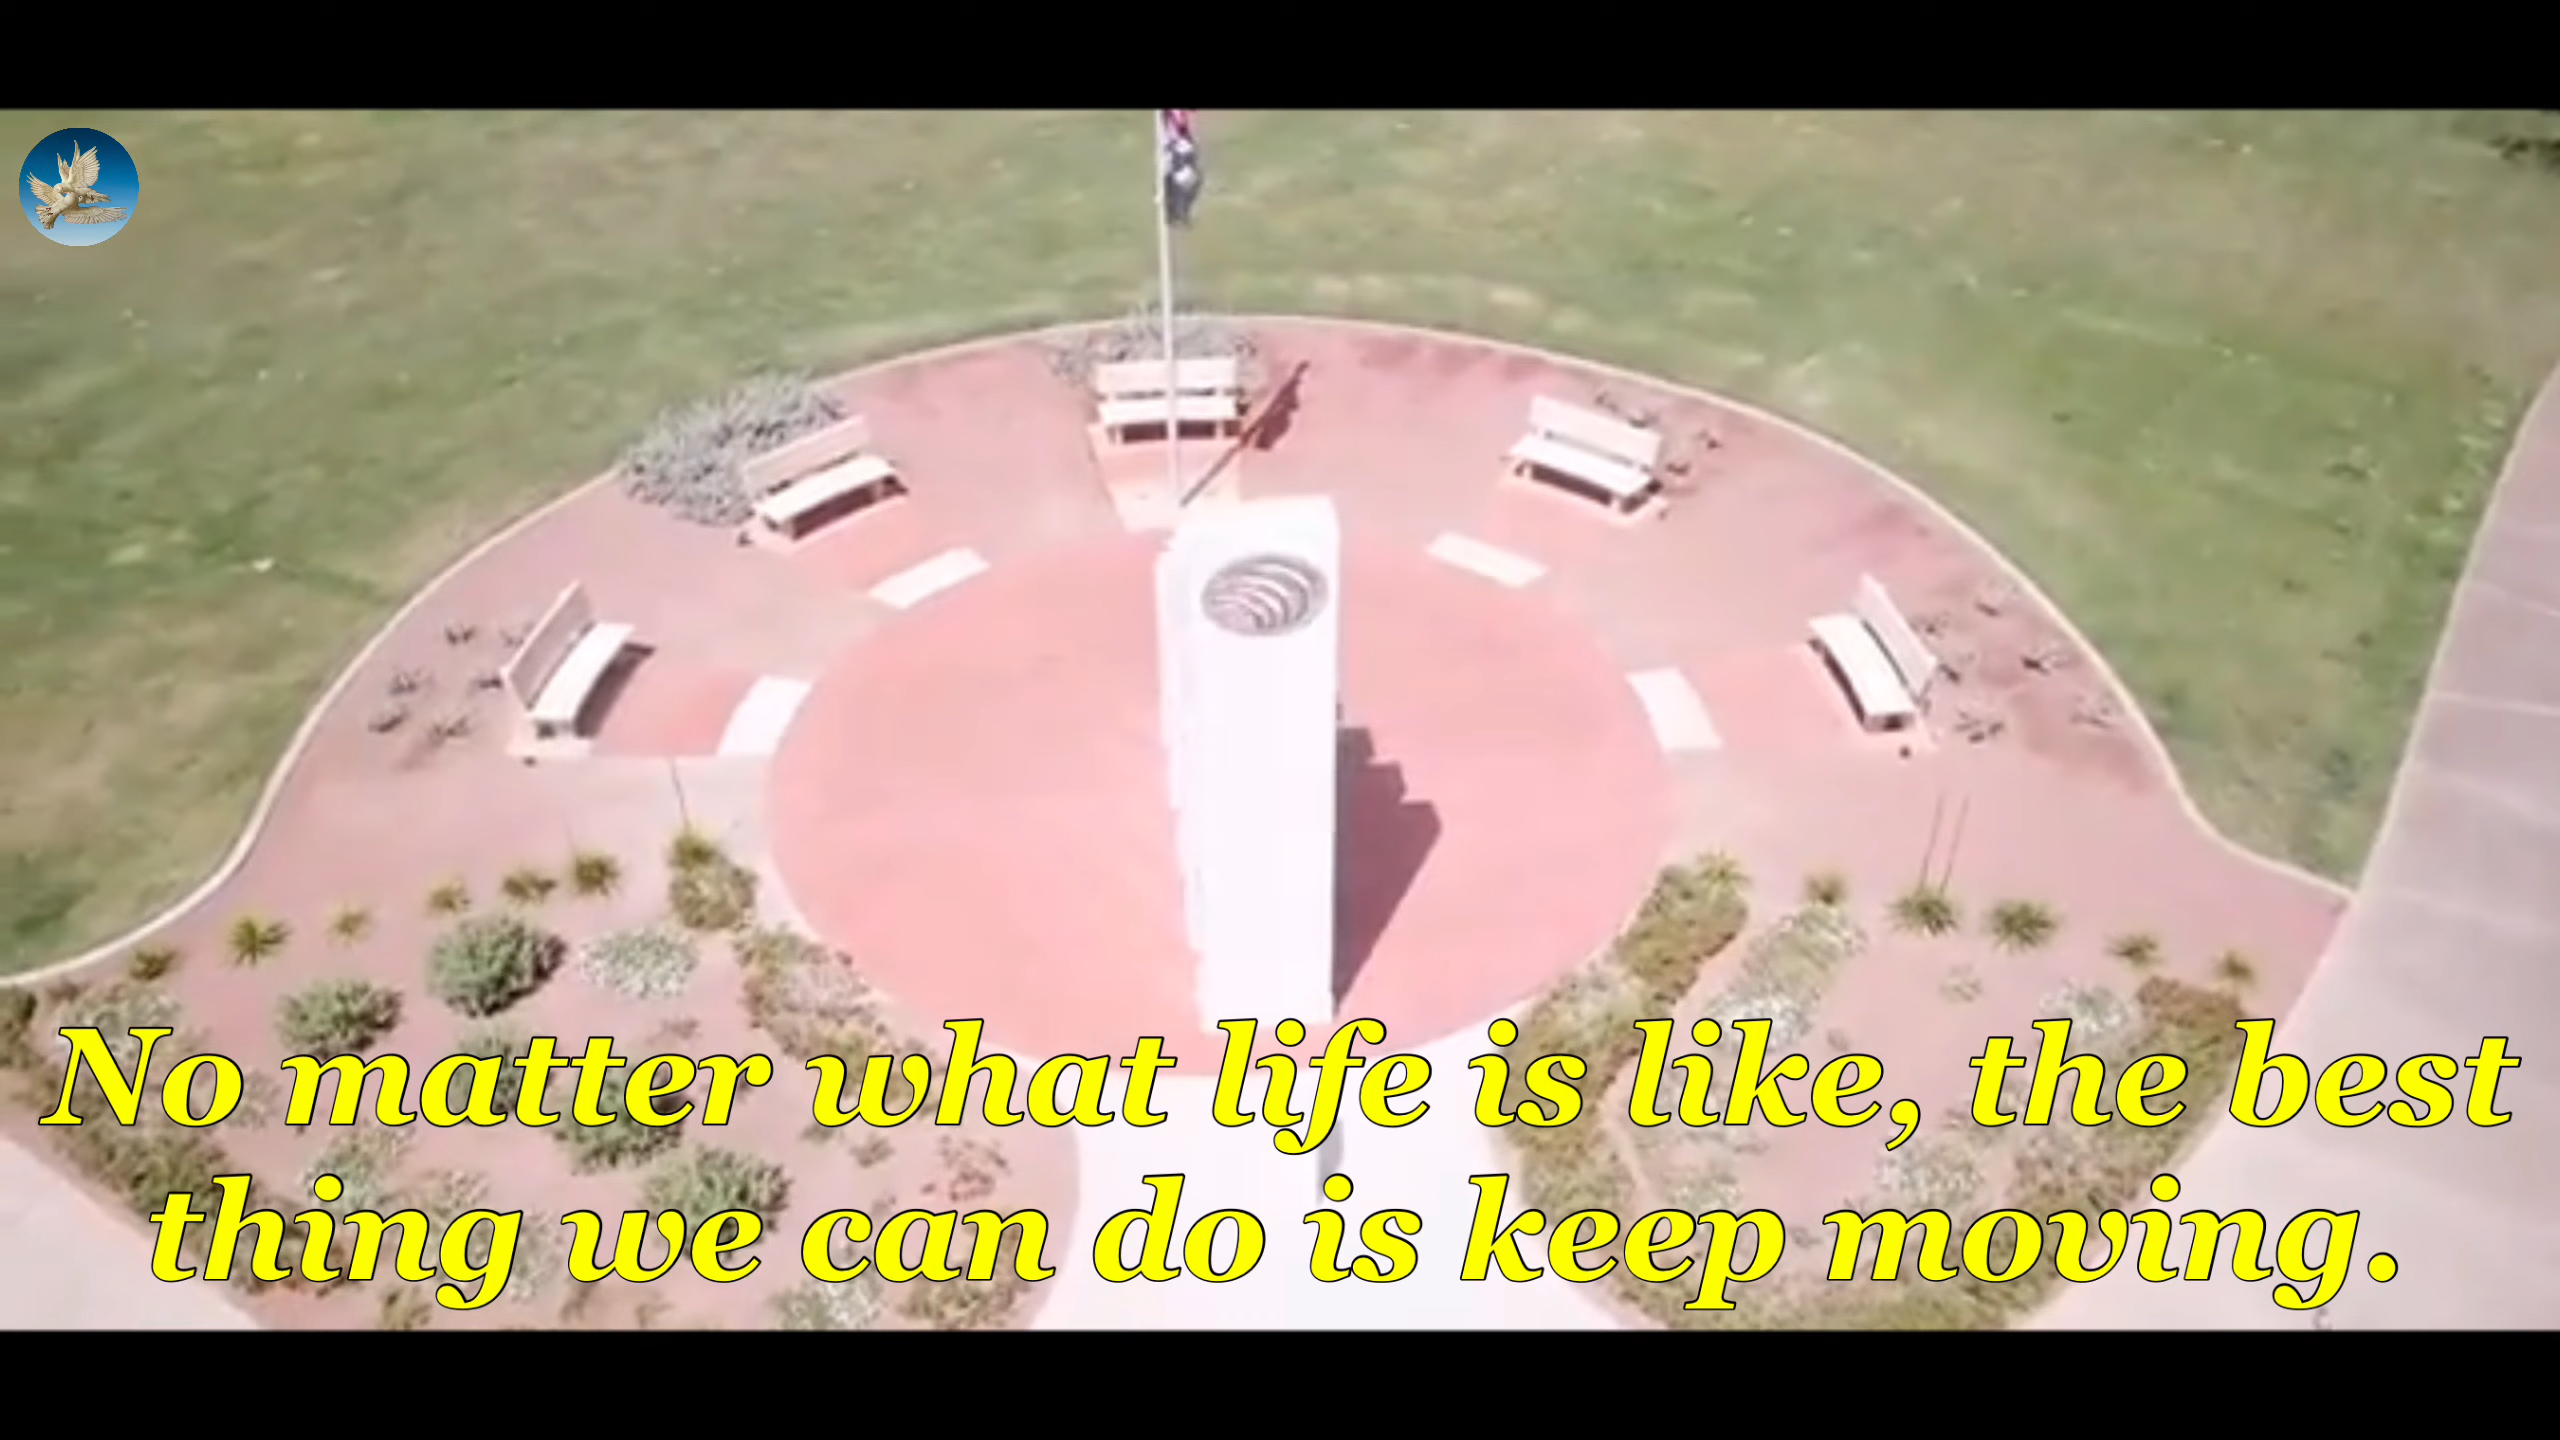 No matter what life is like, the best
thing we can do is keep moving.